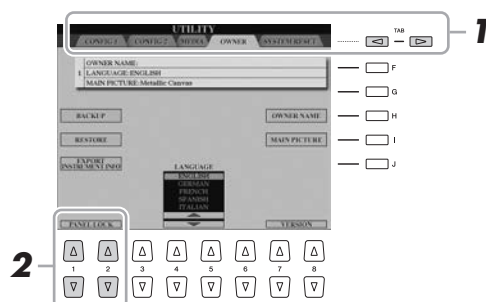 UTILITY
CONFIG 1 CONFIG 2 MEDIA OWNER SYSTEM RESET
TAB
1
OWNER NAME:
1 LANGUAGE: ENGLISH
MAIN PICTURE: Metallic Canvas
F
G
BACKUP OWNER NAME H
RESTORE MAIN PICTURE I
EXPORT INSTRUMENT INFO J
LANGUAGE
ENGLISH
GERMAN
FRENCH
SPANISH
ITALIAN
PANEL LOCK VERSION
2
1 2 3 4 5 6 7 8